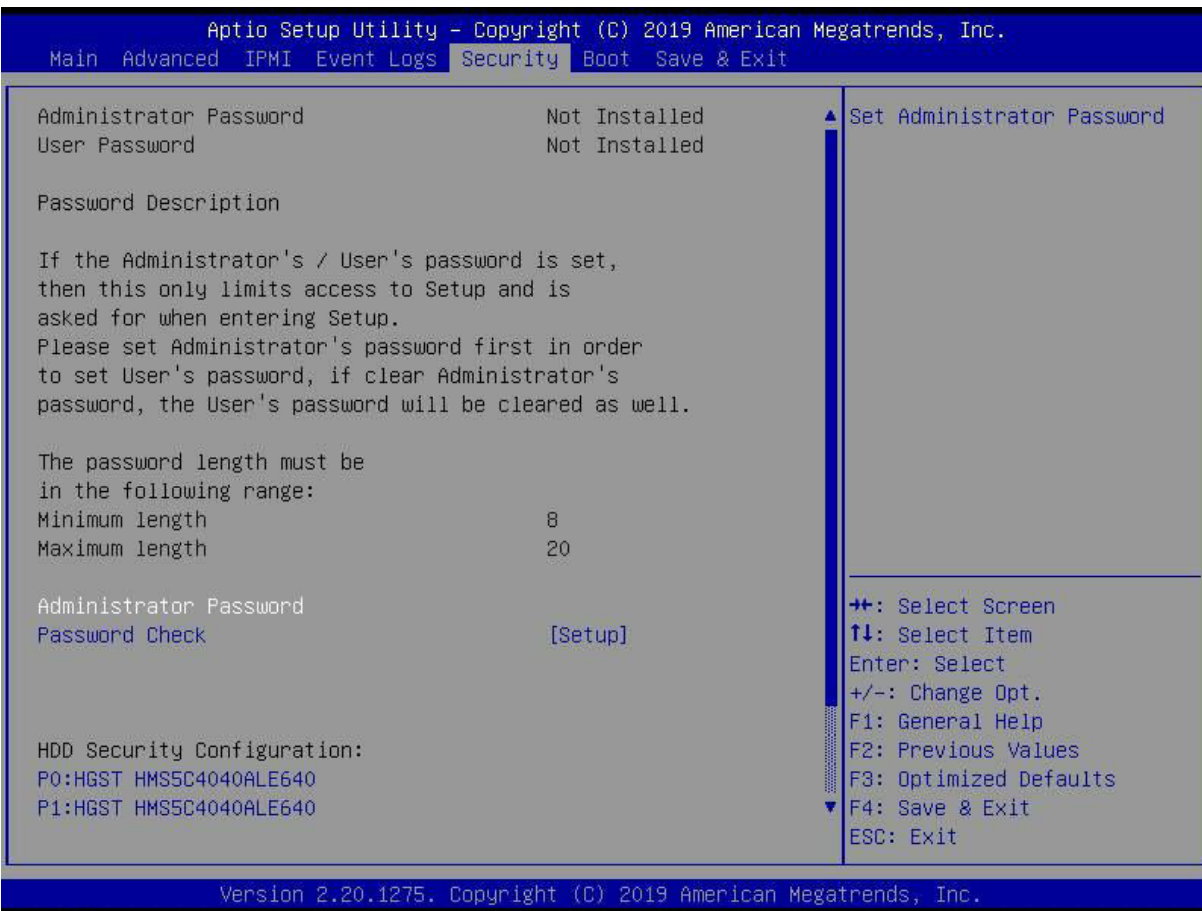 Aptio Setup Utility – Copyright (C) 2019 American Megatrends, Inc.
Main Advanced IPMI Event Logs Security Boot Save & Exit
Administrator Password Not Installed
User Password Not Installed
Password Description
If the Administrator's / User's password is set,
then this only limits access to Setup and is
asked for when entering Setup.
Please set Administrator's password first in order
to set User's password, if clear Administrator's
password, the User's password will be cleared as well.
The password length must be
in the following range:
Minimum length 8
Maximum length 20
Administrator Password
Password Check [Setup]
HDD Security Configuration:
P0:HGST HMS5C4040ALE640
P1:HGST HMS5C4040ALE640
Set Administrator Password
→←: Select Screen
↑↓: Select Item
Enter: Select
+/-: Change Opt.
F1: General Help
F2: Previous Values
F3: Optimized Defaults
F4: Save & Exit
ESC: Exit
Version 2.20.1275. Copyright (C) 2019 American Megatrends, Inc.